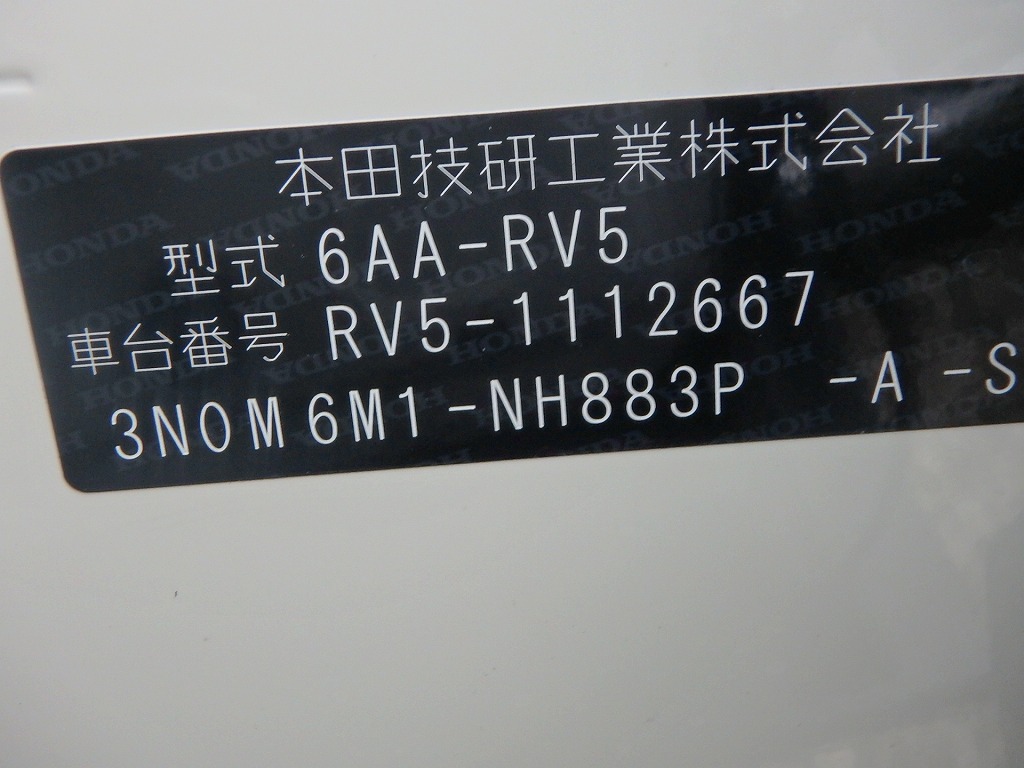 本田技研工業株式会社
型式 6AA-RV5
車台番号 RV5-1112667
3N0M6M1-NH883P -A -S